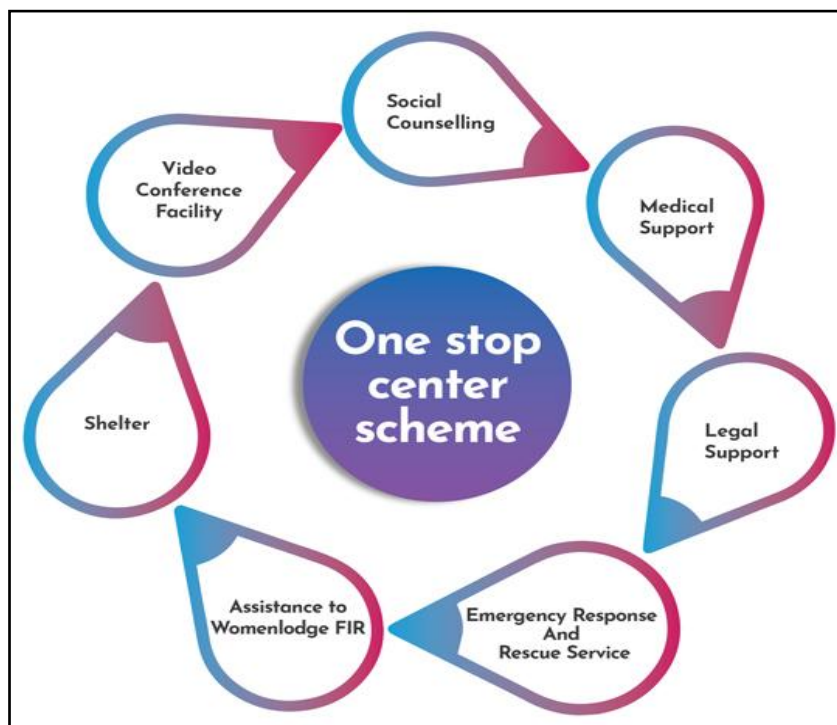 Social
Counselling
Medical
Support
Legal
Support
Emergency Response
And
Rescue Service
Assistance to
Womenlodge FIR
Shelter
Video
Conference
Facility
One stop
center
scheme